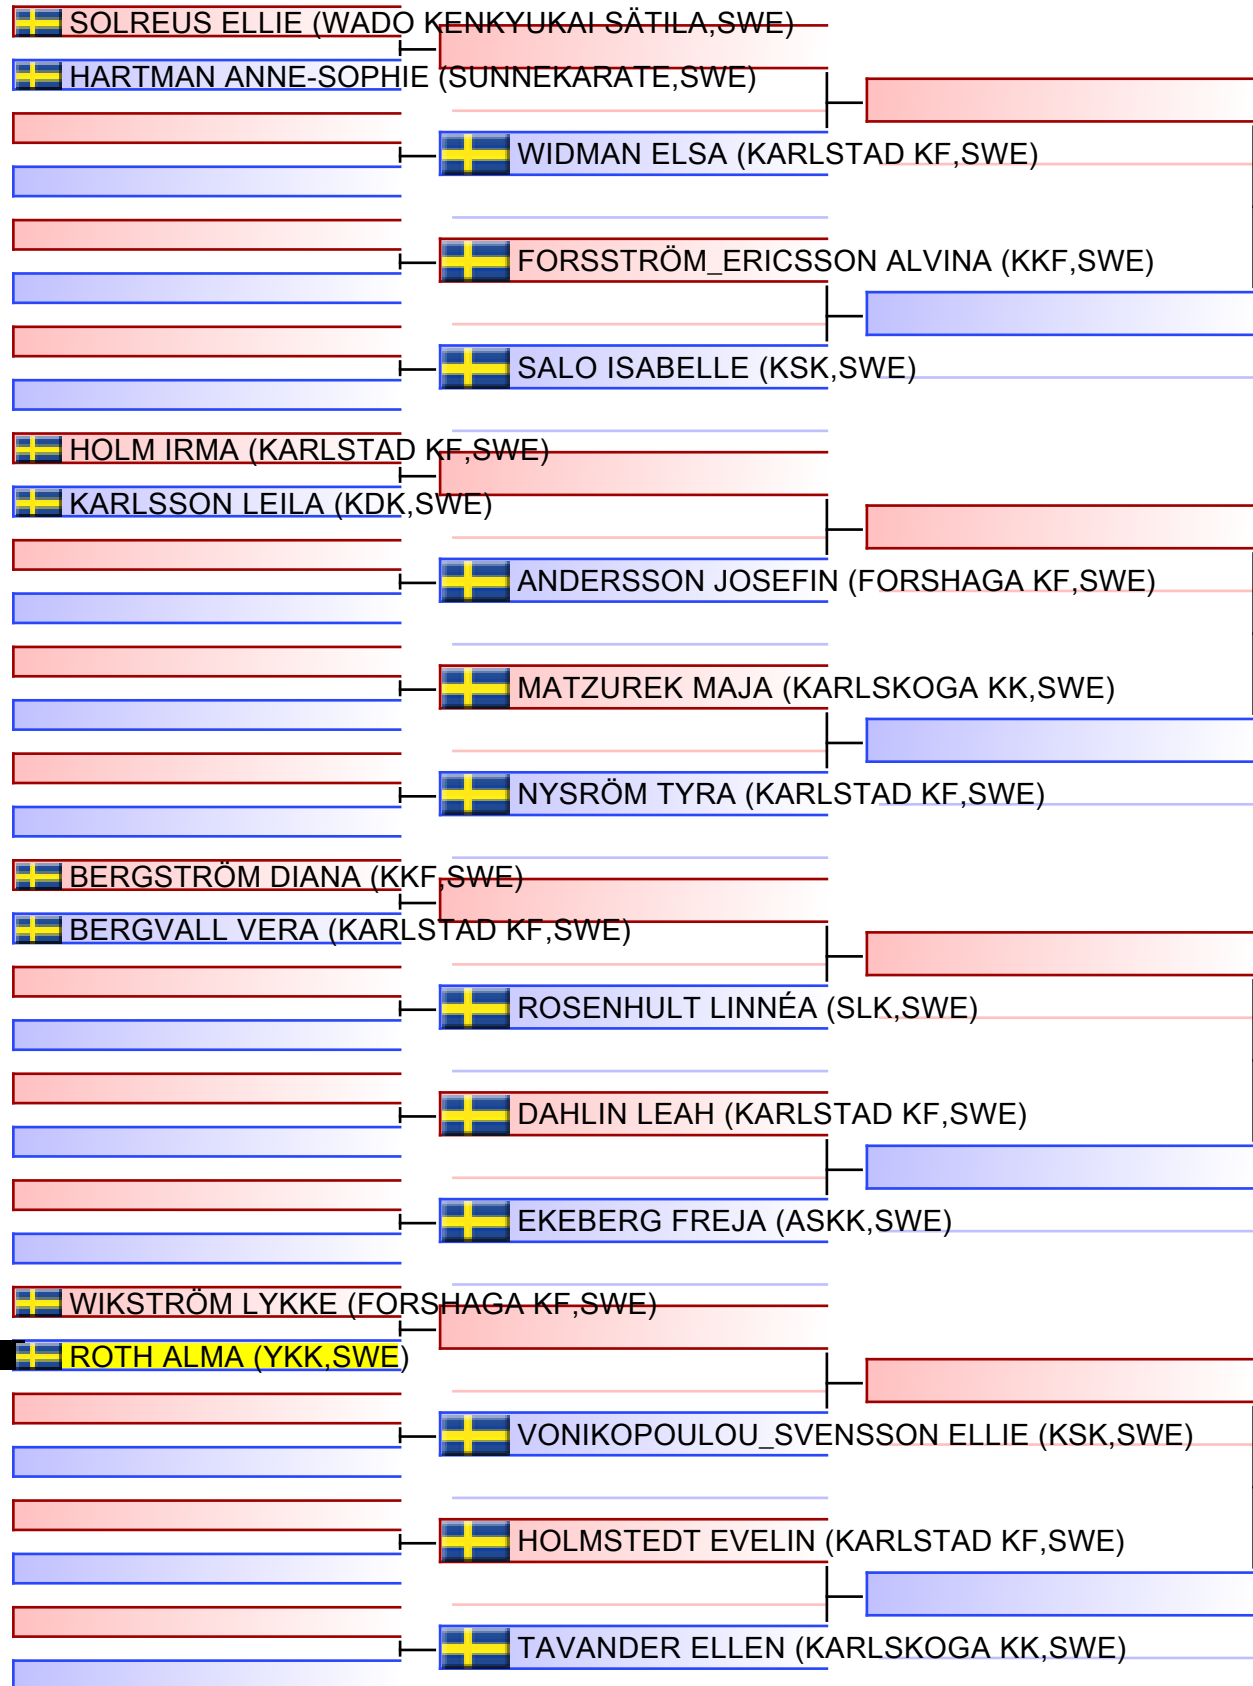 SOLREUS ELLIE (WADO KENKYUKAI SÄTILA,SWE)
HARTMAN ANNE-SOPHIE (SUNNEKARATE,SWE)
WIDMAN ELSA (KARLSTAD KF,SWE)
FORSSTRÖM_ERICSSON ALVINA (KKF,SWE)
SALO ISABELLE (KSK,SWE)
HOLM IRMA (KARLSTAD KF,SWE)
KARLSSON LEILA (KDK,SWE)
ANDERSSON JOSEFIN (FORSHAGA KF,SWE)
MATZUREK MAJA (KARLSKOGA KK,SWE)
NYSRÖM TYRA (KARLSTAD KF,SWE)
BERGSTRÖM DIANA (KKF,SWE)
BERGVALL VERA (KARLSTAD KF,SWE)
ROSENHULT LINNÉA (SLK,SWE)
DAHLIN LEAH (KARLSTAD KF,SWE)
EKEBERG FREJA (ASKK,SWE)
WIKSTRÖM LYKKE (FORSHAGA KF,SWE)
ROTH ALMA (YKK,SWE)
VONIKOPOULOU_SVENSSON ELLIE (KSK,SWE)
HOLMSTEDT EVELIN (KARLSTAD KF,SWE)
TAVANDER ELLEN (KARLSKOGA KK,SWE)